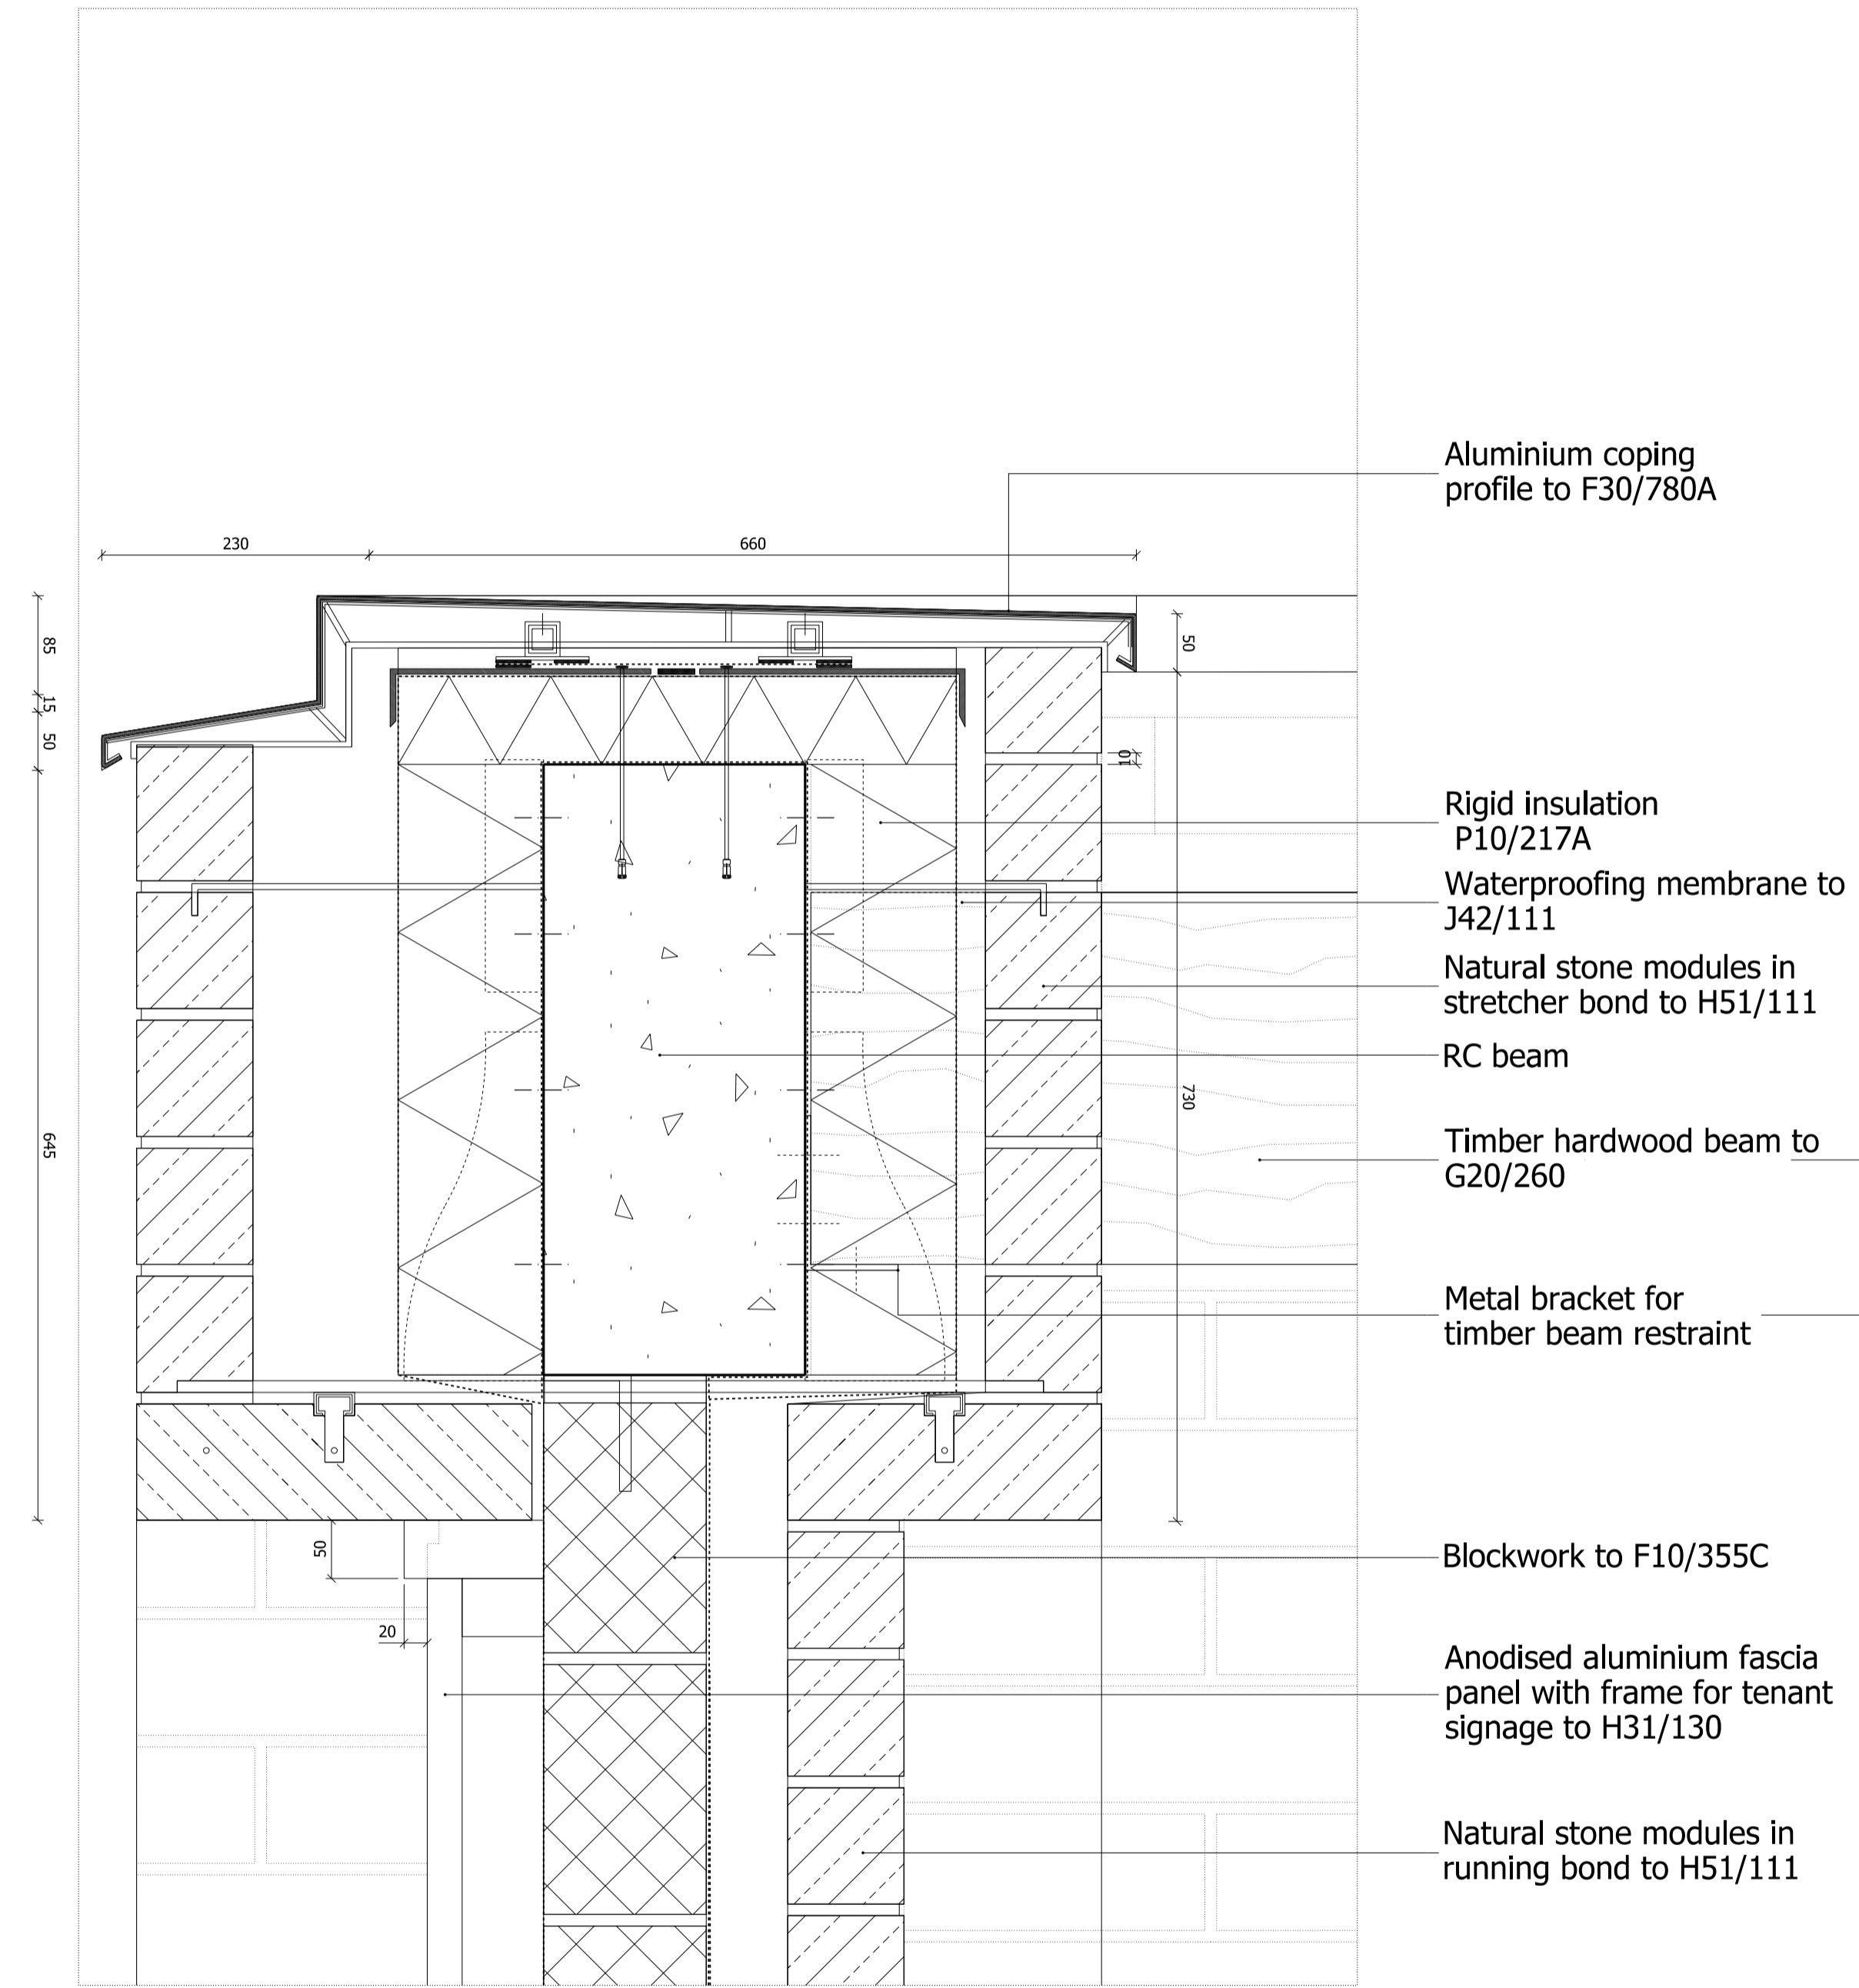 Aluminium coping
profile to F30/780A
230
660
85
15
50
50
10
Rigid insulation
P10/217A
Waterproofing membrane to
J42/111
Natural stone modules in
stretcher bond to H51/111
RC beam
730
645
Timber hardwood beam to
G20/260
Metal bracket for
timber beam restraint
50
Blockwork to F10/355C
20
Anodised aluminium fascia
panel with frame for tenant
signage to H31/130
Natural stone modules in
running bond to H51/111